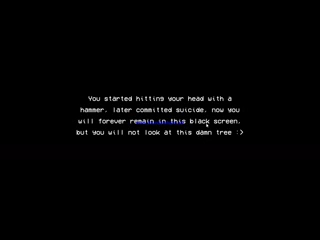 You started hitting your head with a
hammer. later committed suicide. now you
will forever remain in this black screen.
but you will not look at this damn tree :>